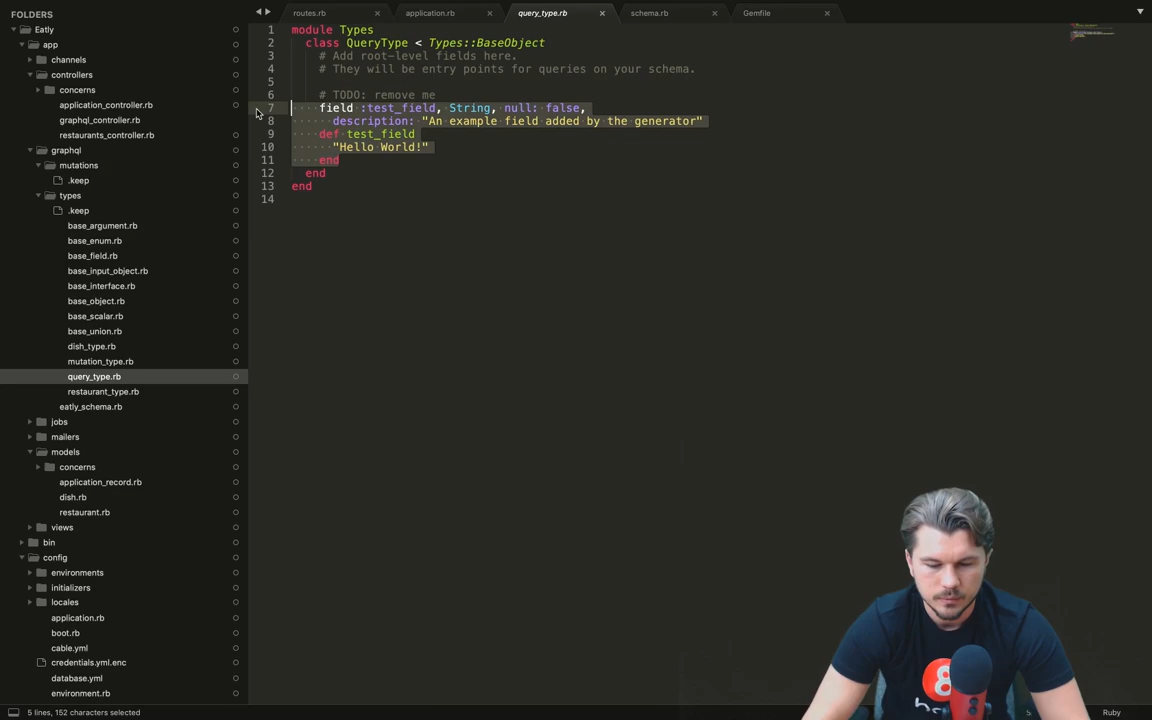 FOLDERS
Eatly
app
channels
controllers
concerns
application_controller.rb
graphql_controller.rb
restaurants_controller.rb
graphql
mutations
.keep
types
.keep
base_argument.rb
base_enum.rb
base_field.rb
base_input_object.rb
base_interface.rb
base_object.rb
base_scalar.rb
base_union.rb
dish_type.rb
mutation_type.rb
query_type.rb
restaurant_type.rb
eatly_schema.rb
jobs
mailers
models
concerns
application_record.rb
dish.rb
restaurant.rb
views
bin
config
environments
initializers
locales
application.rb
boot.rb
cable.yml
credentials.yml.enc
database.yml
environment.rb
routes.rb
application.rb
query_type.rb
schema.rb
Gemfile
1 module Types
2 class QueryType < Types::BaseObject
3 # Add root-level fields here.
4 # They will be entry points for queries on your schema.
5
6 # TODO: remove me
7 field :test_field, String, null: false,
8 description: "An example field added by the generator"
9 def test_field
10 "Hello World!"
11 end
12 end
13 end
14
8
5 lines, 152 characters selected
Ruby